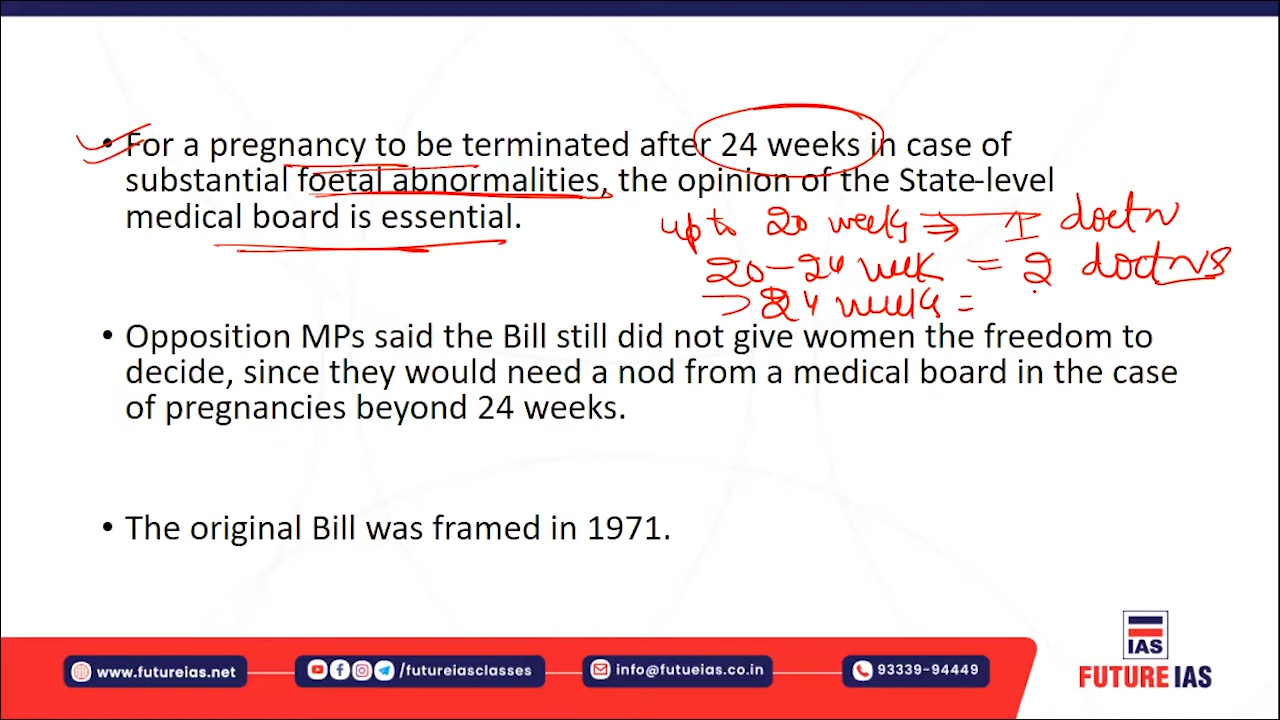 • For a pregnancy to be terminated after 24 weeks in case of
substantial foetal abnormalities, the opinion of the State-level
medical board is essential.
up to 20 weeks ⇒ 1 doctor
20-24 week = 2 doctors
→ 24 weeks =
• Opposition MPs said the Bill still did not give women the freedom to
decide, since they would need a nod from a medical board in the case
of pregnancies beyond 24 weeks.
• The original Bill was framed in 1971.
IAS
FUTURE IAS
www.futureias.net
/futureiasclasses
info@futueias.co.in
93339-94449